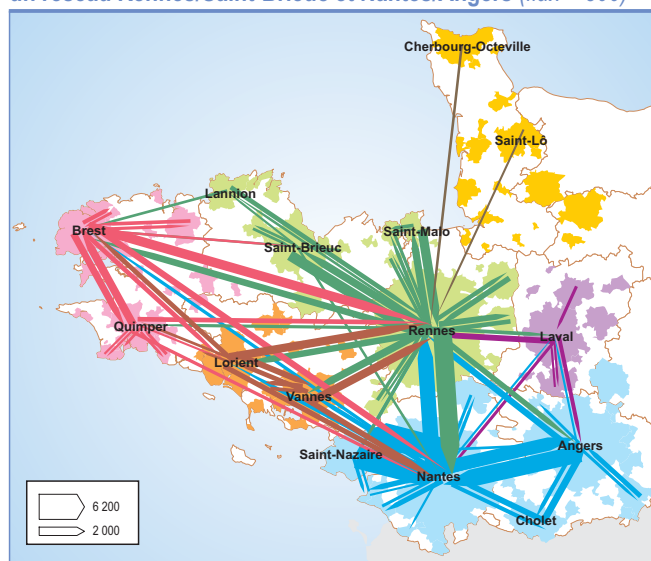 Cherbourg-Octeville
Saint-Lô
Lannion
Brest
Saint-Malo
Saint-Brieuc
Quimper
Rennes
Laval
Lorient
Vannes
Saint-Nazaire
Angers
Nantes
Cholet
6 200
2 000